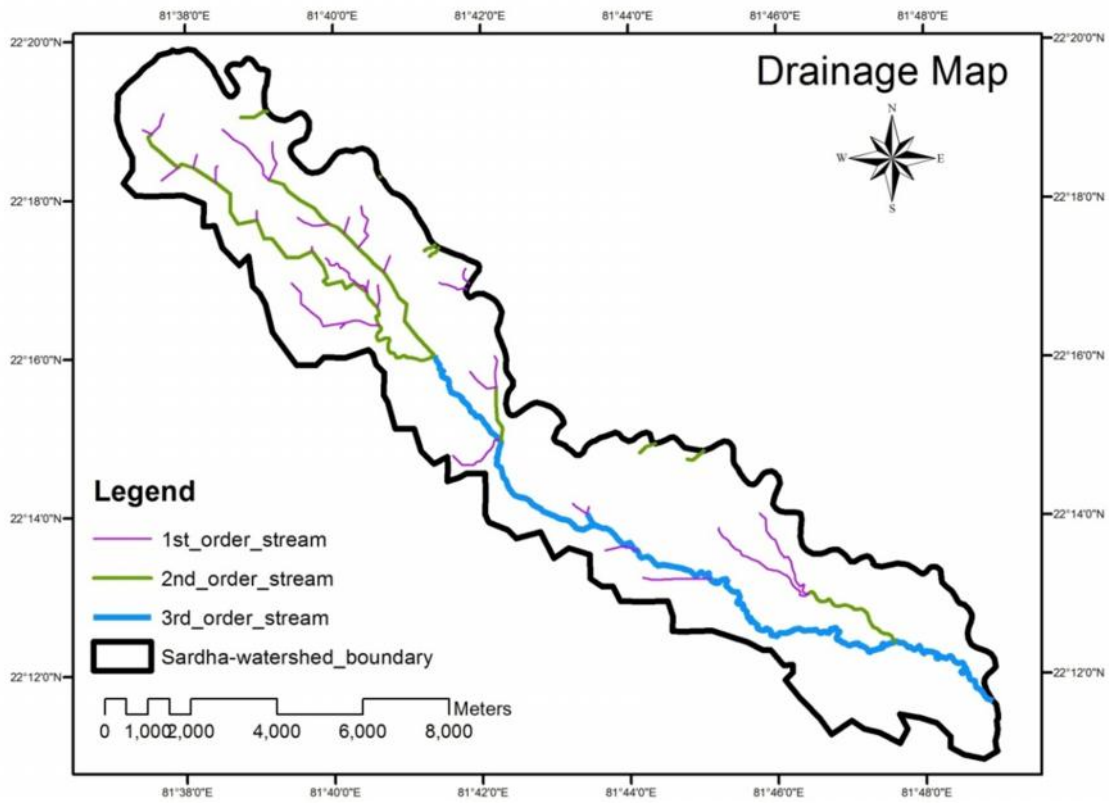 81°38'0"E 81°40'0"E 81°42'0"E 81°44'0"E 81°46'0"E 81°48'0"E
22°20'0"N 22°20'0"N
Drainage Map
N
W E
S
22°18'0"N 22°18'0"N
22°16'0"N 22°16'0"N
Legend
22°14'0"N 22°14'0"N
1st_order_stream
2nd_order_stream
3rd_order_stream
Sardha-watershed_boundary
22°12'0"N 22°12'0"N
Meters
0 1,000 2,000 4,000 6,000 8,000
81°38'0"E 81°40'0"E 81°42'0"E 81°44'0"E 81°46'0"E 81°48'0"E